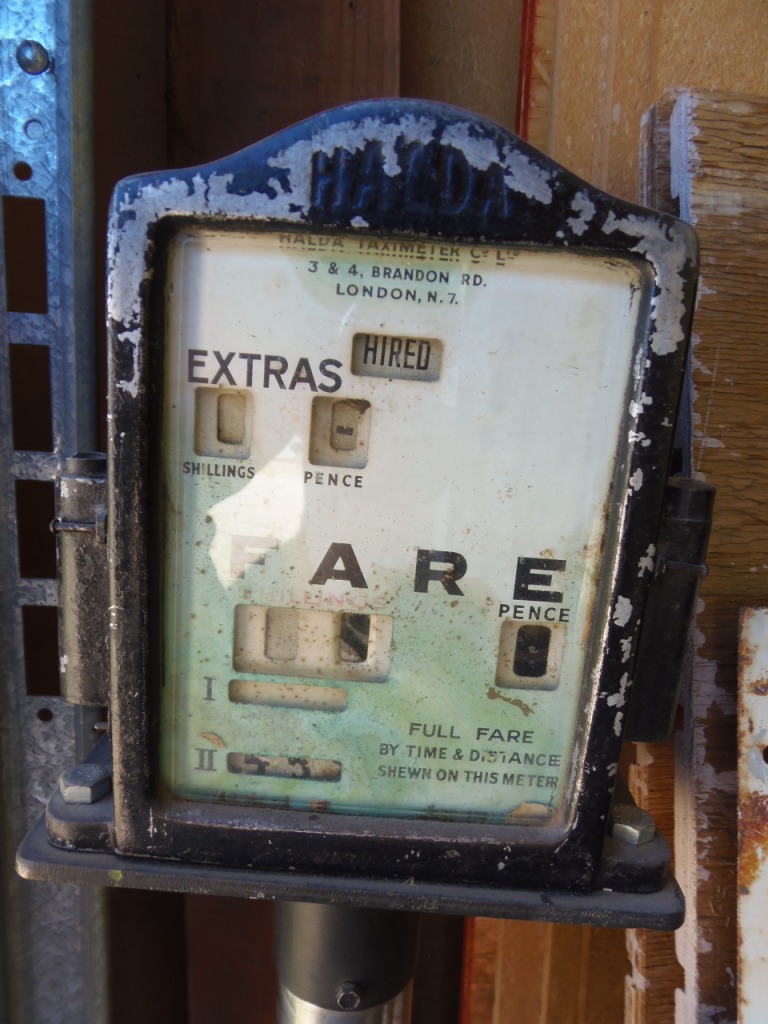 HALDA
HALDA TAXIMETER Cº Lᵀᴰ
3 & 4, BRANDON RD.
LONDON, N.7.
HIRED
EXTRAS
SHILLINGS PENCE
FARE
SHILLINGS PENCE
I
II
FULL FARE
BY TIME & DISTANCE
SHEWN ON THIS METER